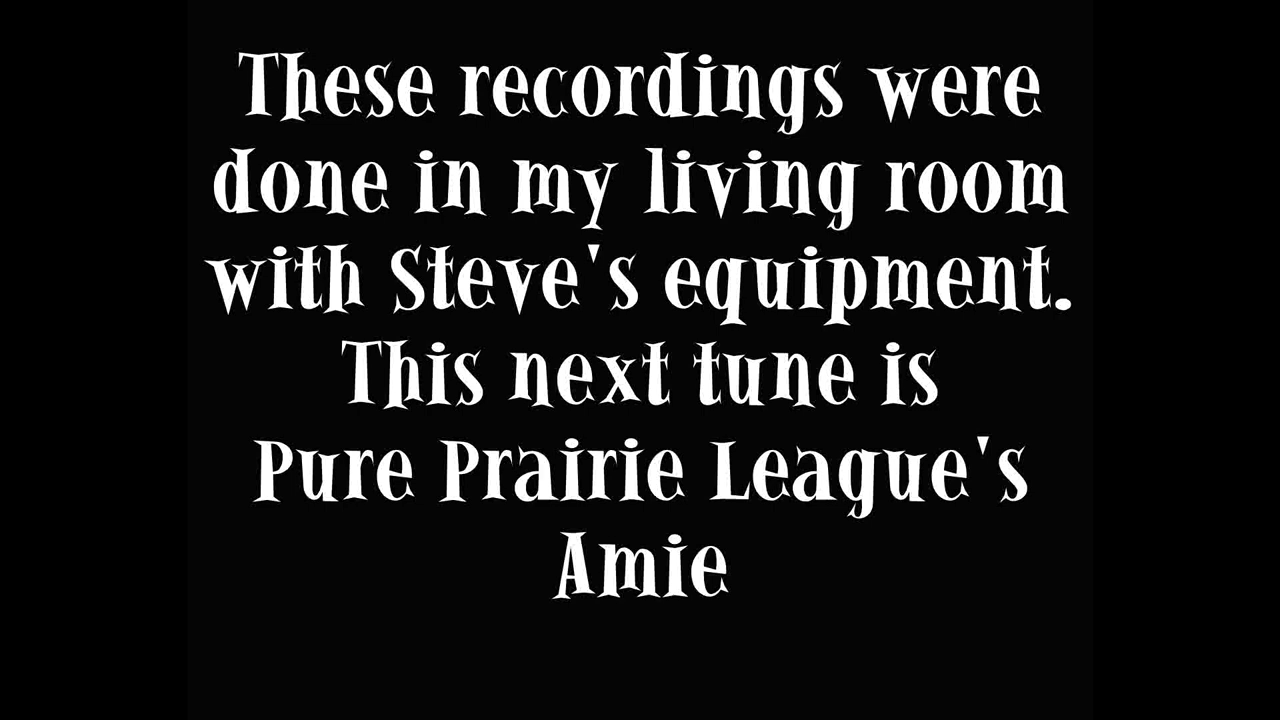 These recordings were
done in my living room
with Steve's equipment.
This next tune is
Pure Prairie League's
Amie